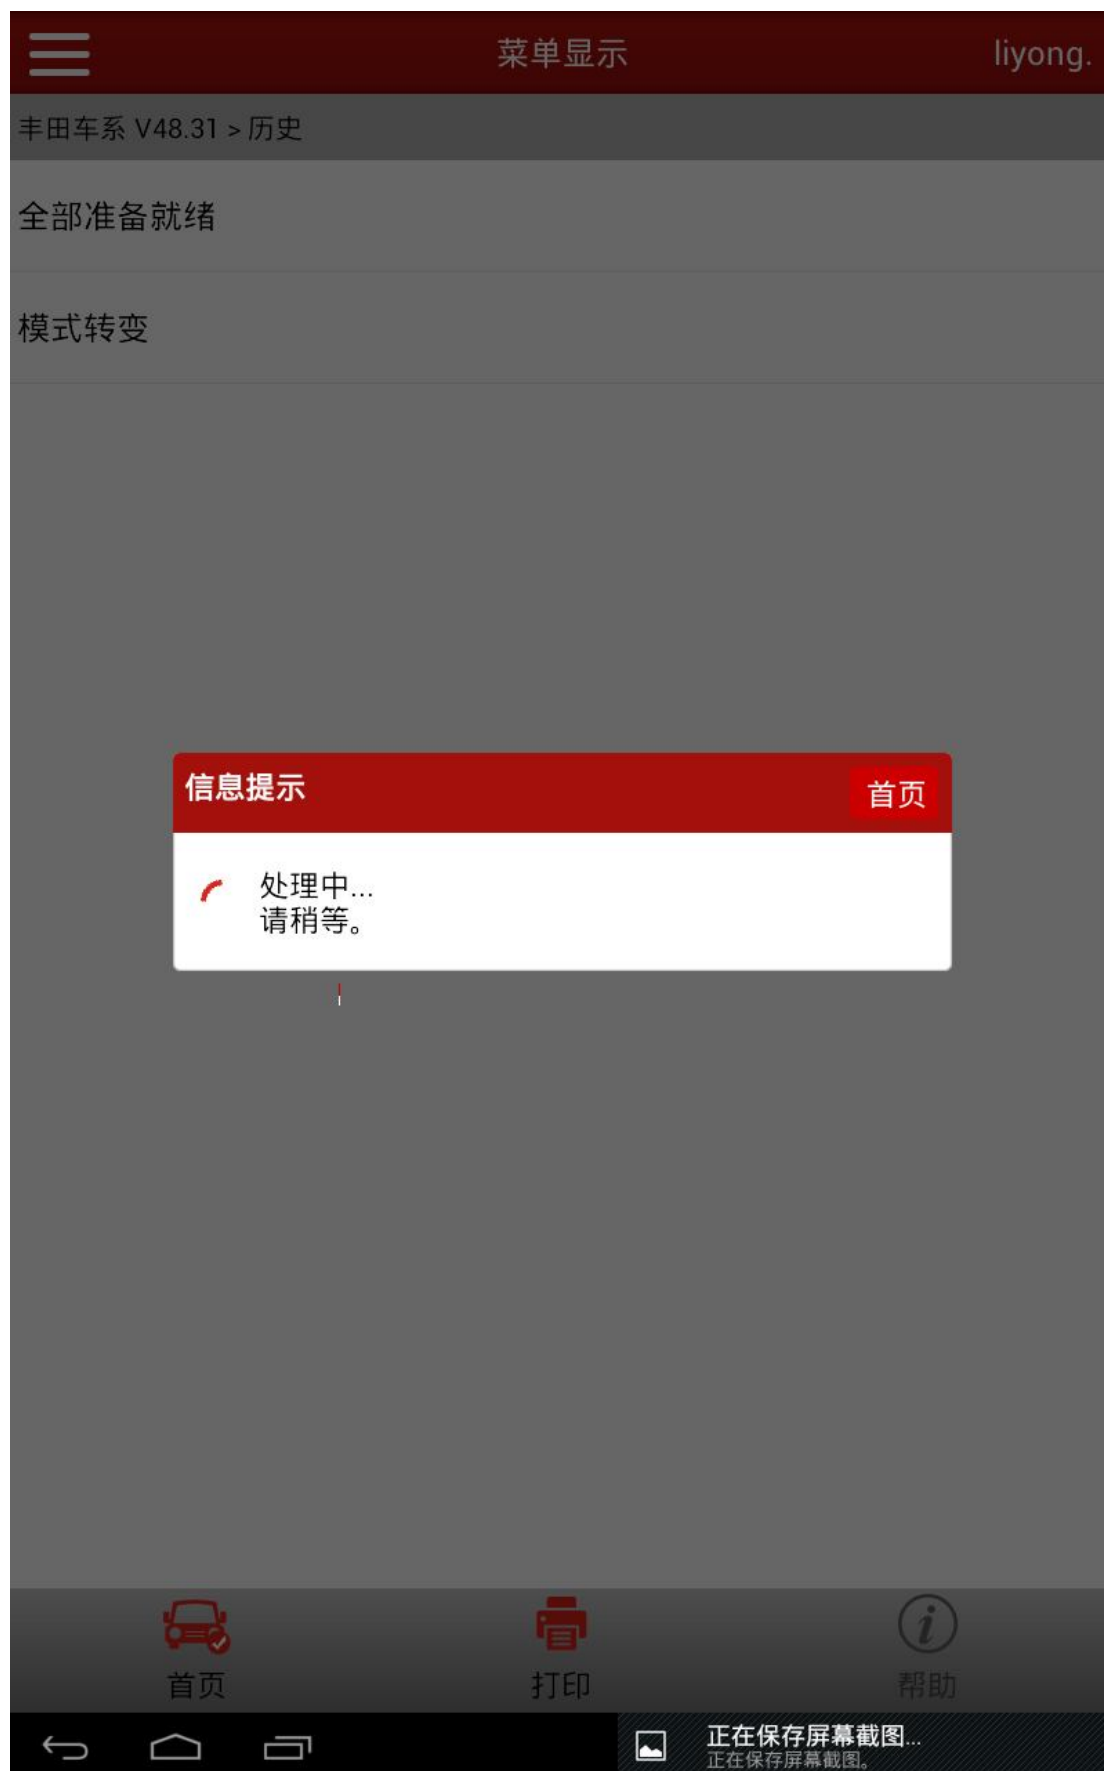 菜单显示
liyong.
丰田车系 V48.31 > 历史
全部准备就绪
模式转变
信息提示
首页
处理中...
请稍等。
首页
打印
帮助
正在保存屏幕截图...
正在保存屏幕截图。